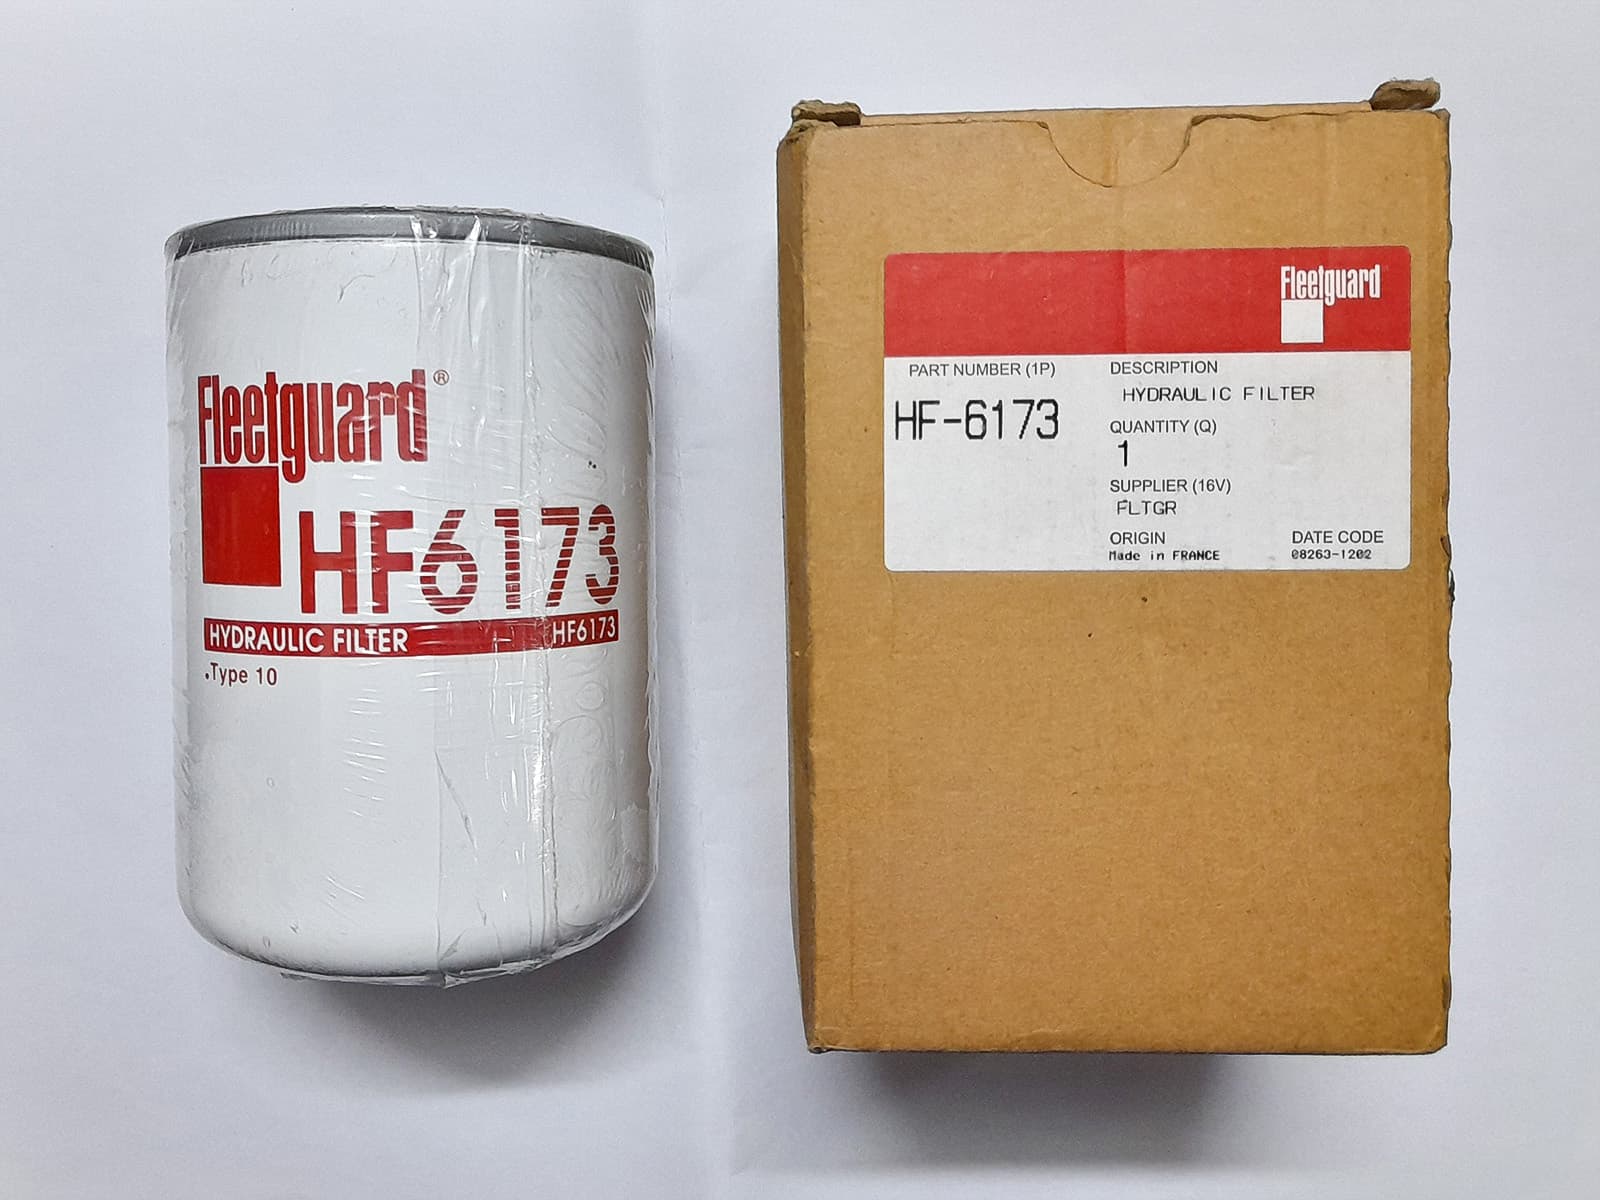 Fleetguard®
HF6173
HYDRAULIC FILTER HF6173
.Type 10
Fleetguard
PART NUMBER (1P)
HF-6173
DESCRIPTION
HYDRAULIC FILTER
QUANTITY (Q)
1
SUPPLIER (16V)
FLTGR
ORIGIN
Made in FRANCE
DATE CODE
08263-1202